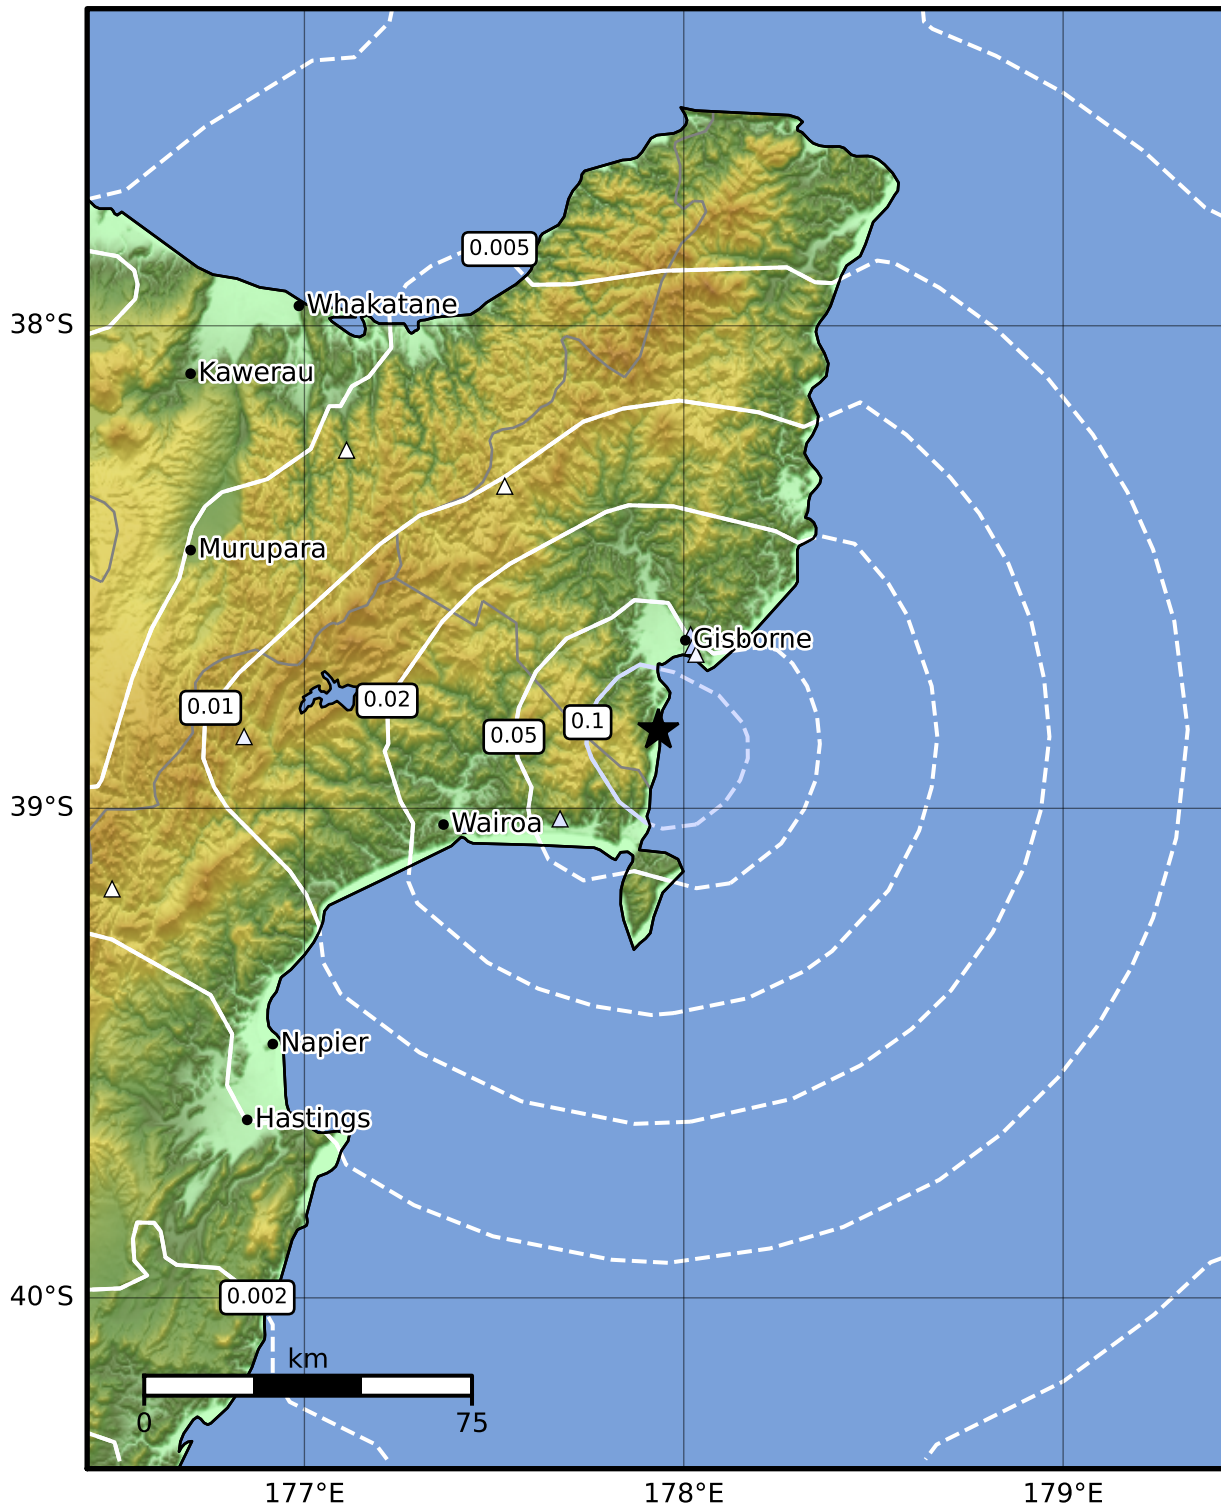 0.005
Whakatane
38°S
Kawerau
Murupara
Gisborne
0.01
0.02
0.05
0.1
39°S
Wairoa
Napier
Hastings
40°S
0.002
km
0
75
177°E
178°E
179°E